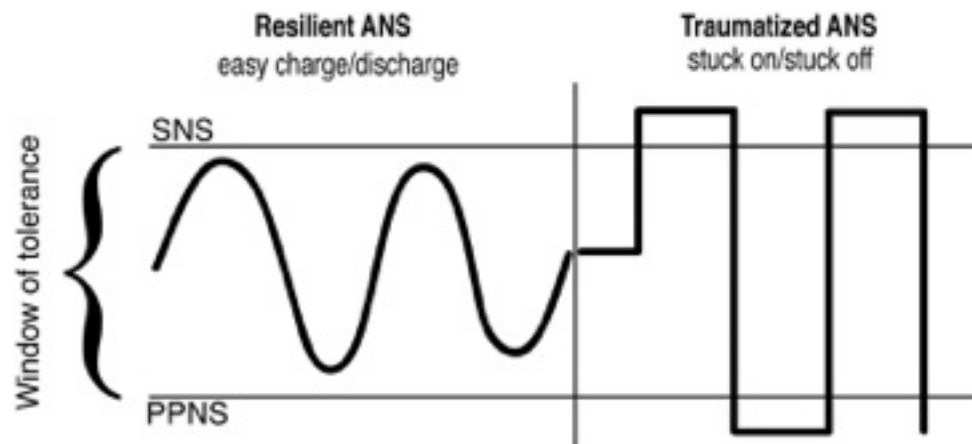 Resilient ANS
easy charge/discharge
Traumatized ANS
stuck on/stuck off
SNS
Window of tolerance
PPNS